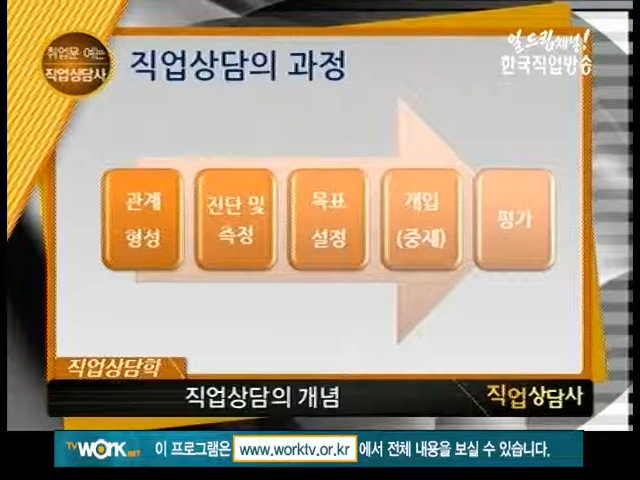 취업문 여는
직업상담사
직업상담의 과정
일드림채널!
한국직업방송
관계
형성
진단 및
측정
목표
설정
개입
(중재)
평가
직업상담학
직업상담의 개념
직업상담사
TV WORK.NET 이 프로그램은 www.worktv.or.kr 에서 전체 내용을 보실 수 있습니다.